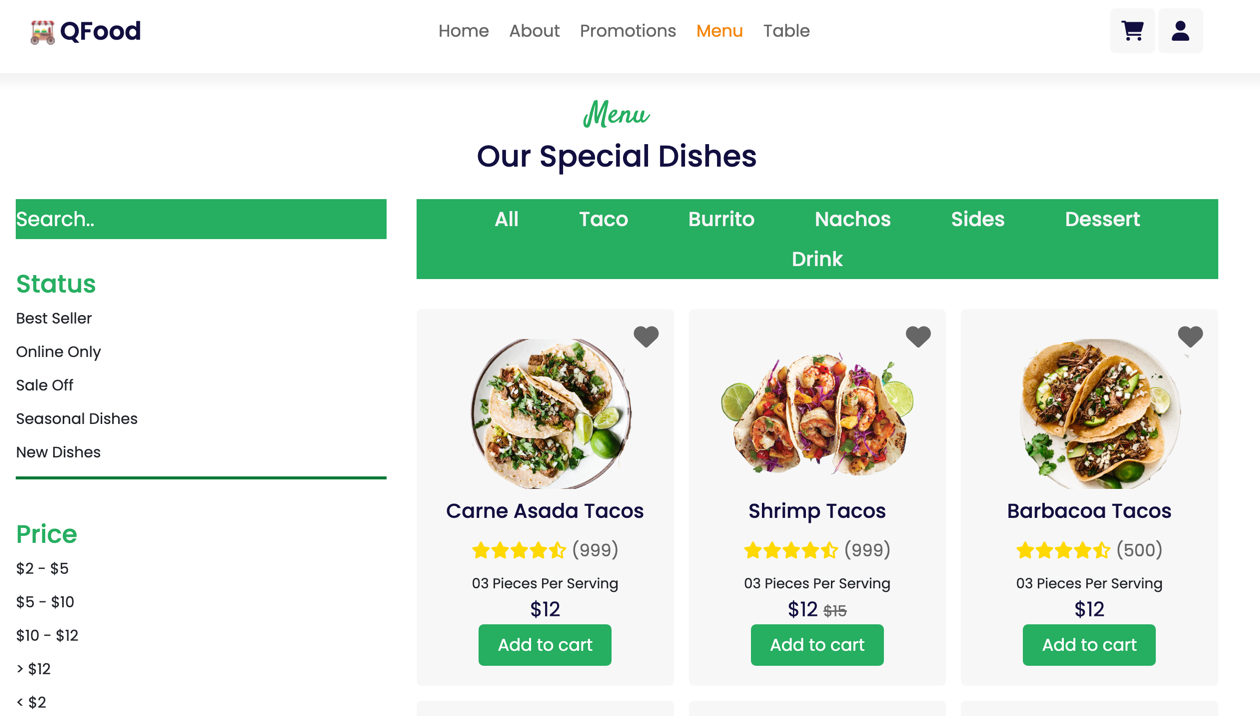 QFood
Home About Promotions Menu Table
Menu
Our Special Dishes
Search..
Status
Best Seller
Online Only
Sale Off
Seasonal Dishes
New Dishes
Price
$2 - $5
$5 - $10
$10 - $12
> $12
< $2
All Taco Burrito Nachos Sides Dessert
Drink
Carne Asada Tacos
(999)
03 Pieces Per Serving
$12
Add to cart
Shrimp Tacos
(999)
03 Pieces Per Serving
$12 $15
Add to cart
Barbacoa Tacos
(500)
03 Pieces Per Serving
$12
Add to cart